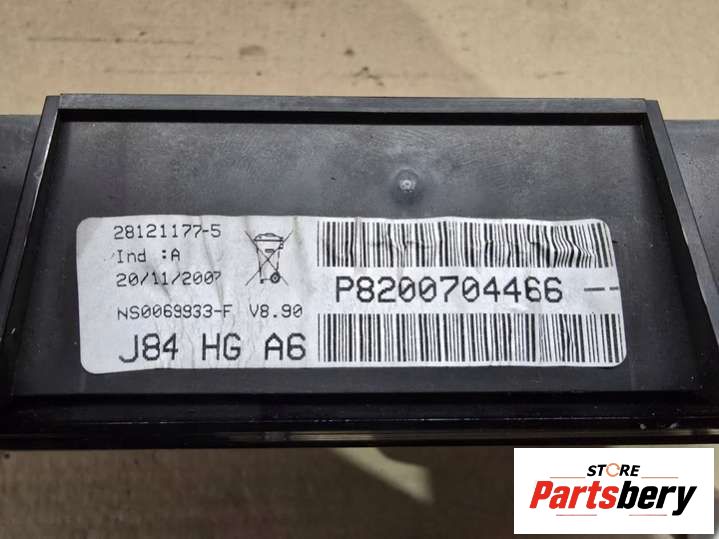 28121177-5
Ind :A
20/11/2007
NS0069933-F V8.90
J84 HG A6
P8200704466 --
STORE
Partsbery